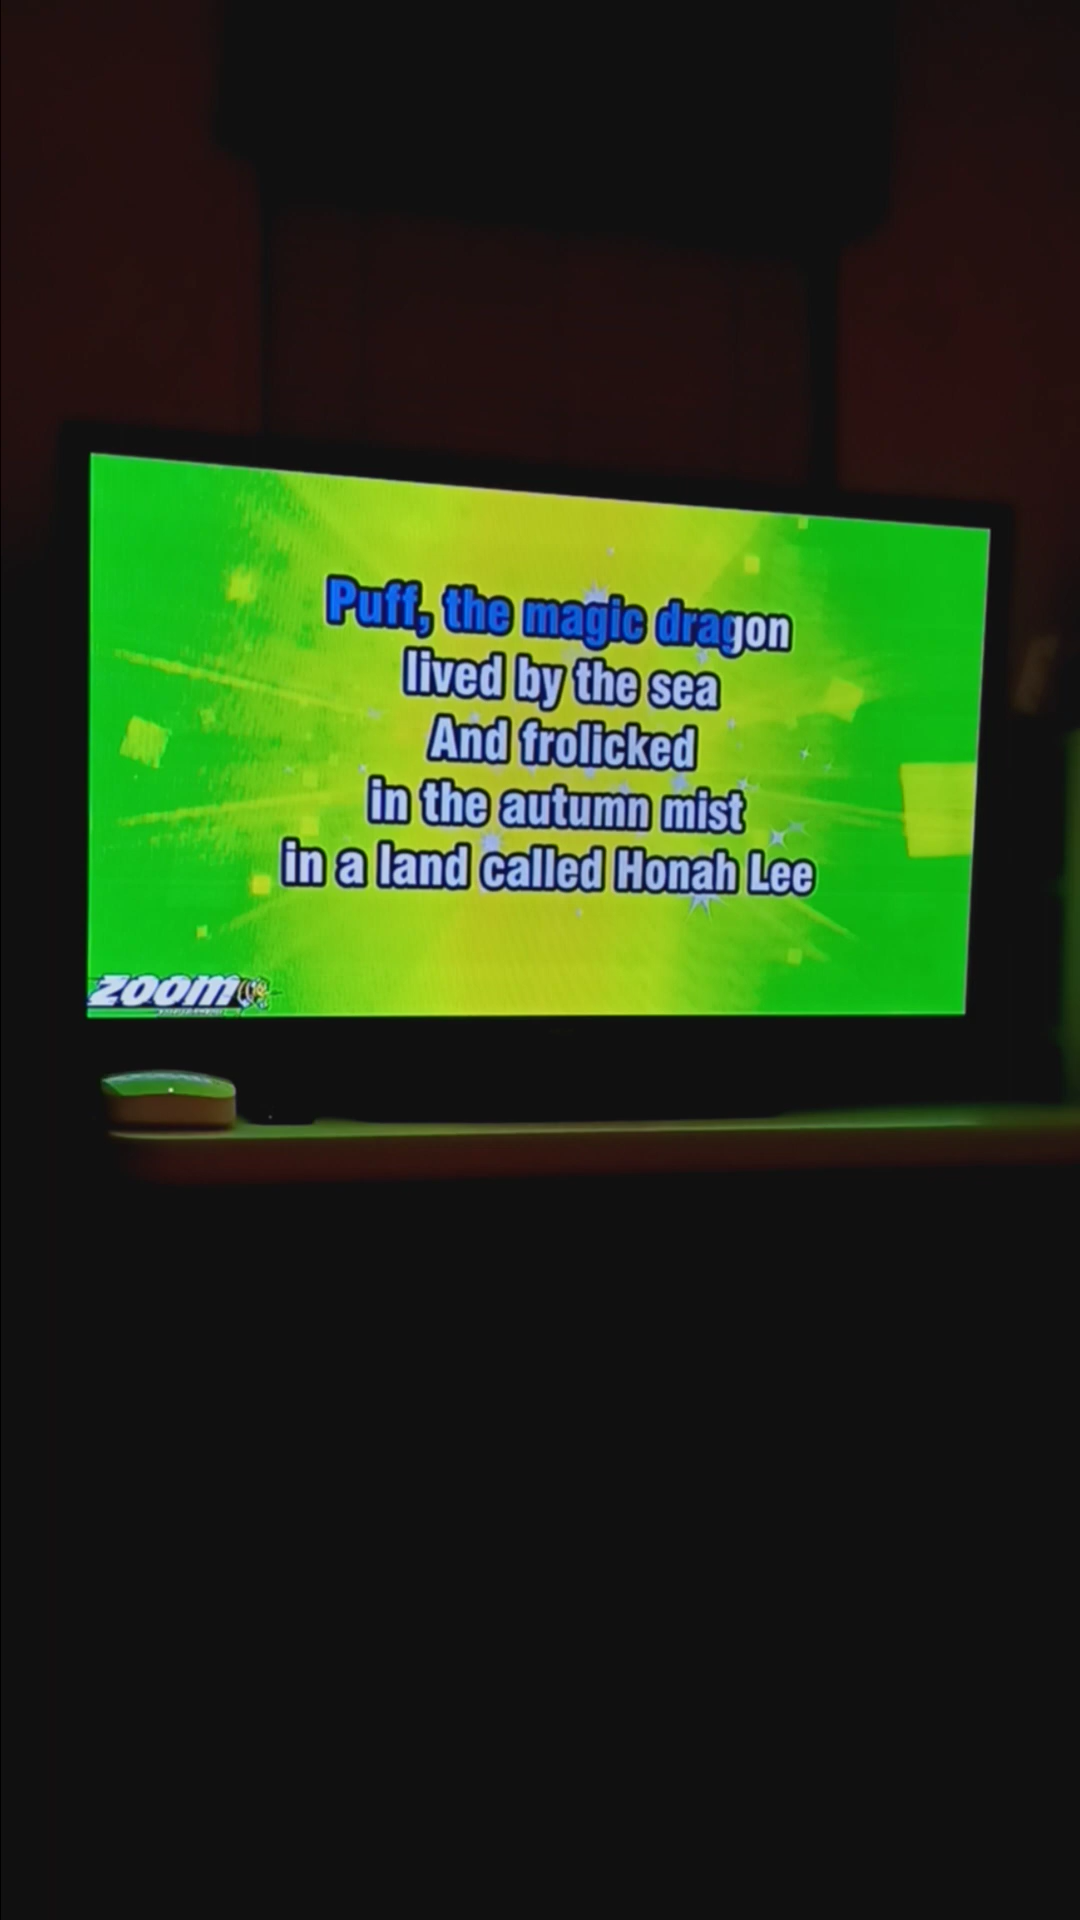 Puff, the magic dragon
lived by the sea
And frolicked
in the autumn mist
in a land called Honah Lee
zoom